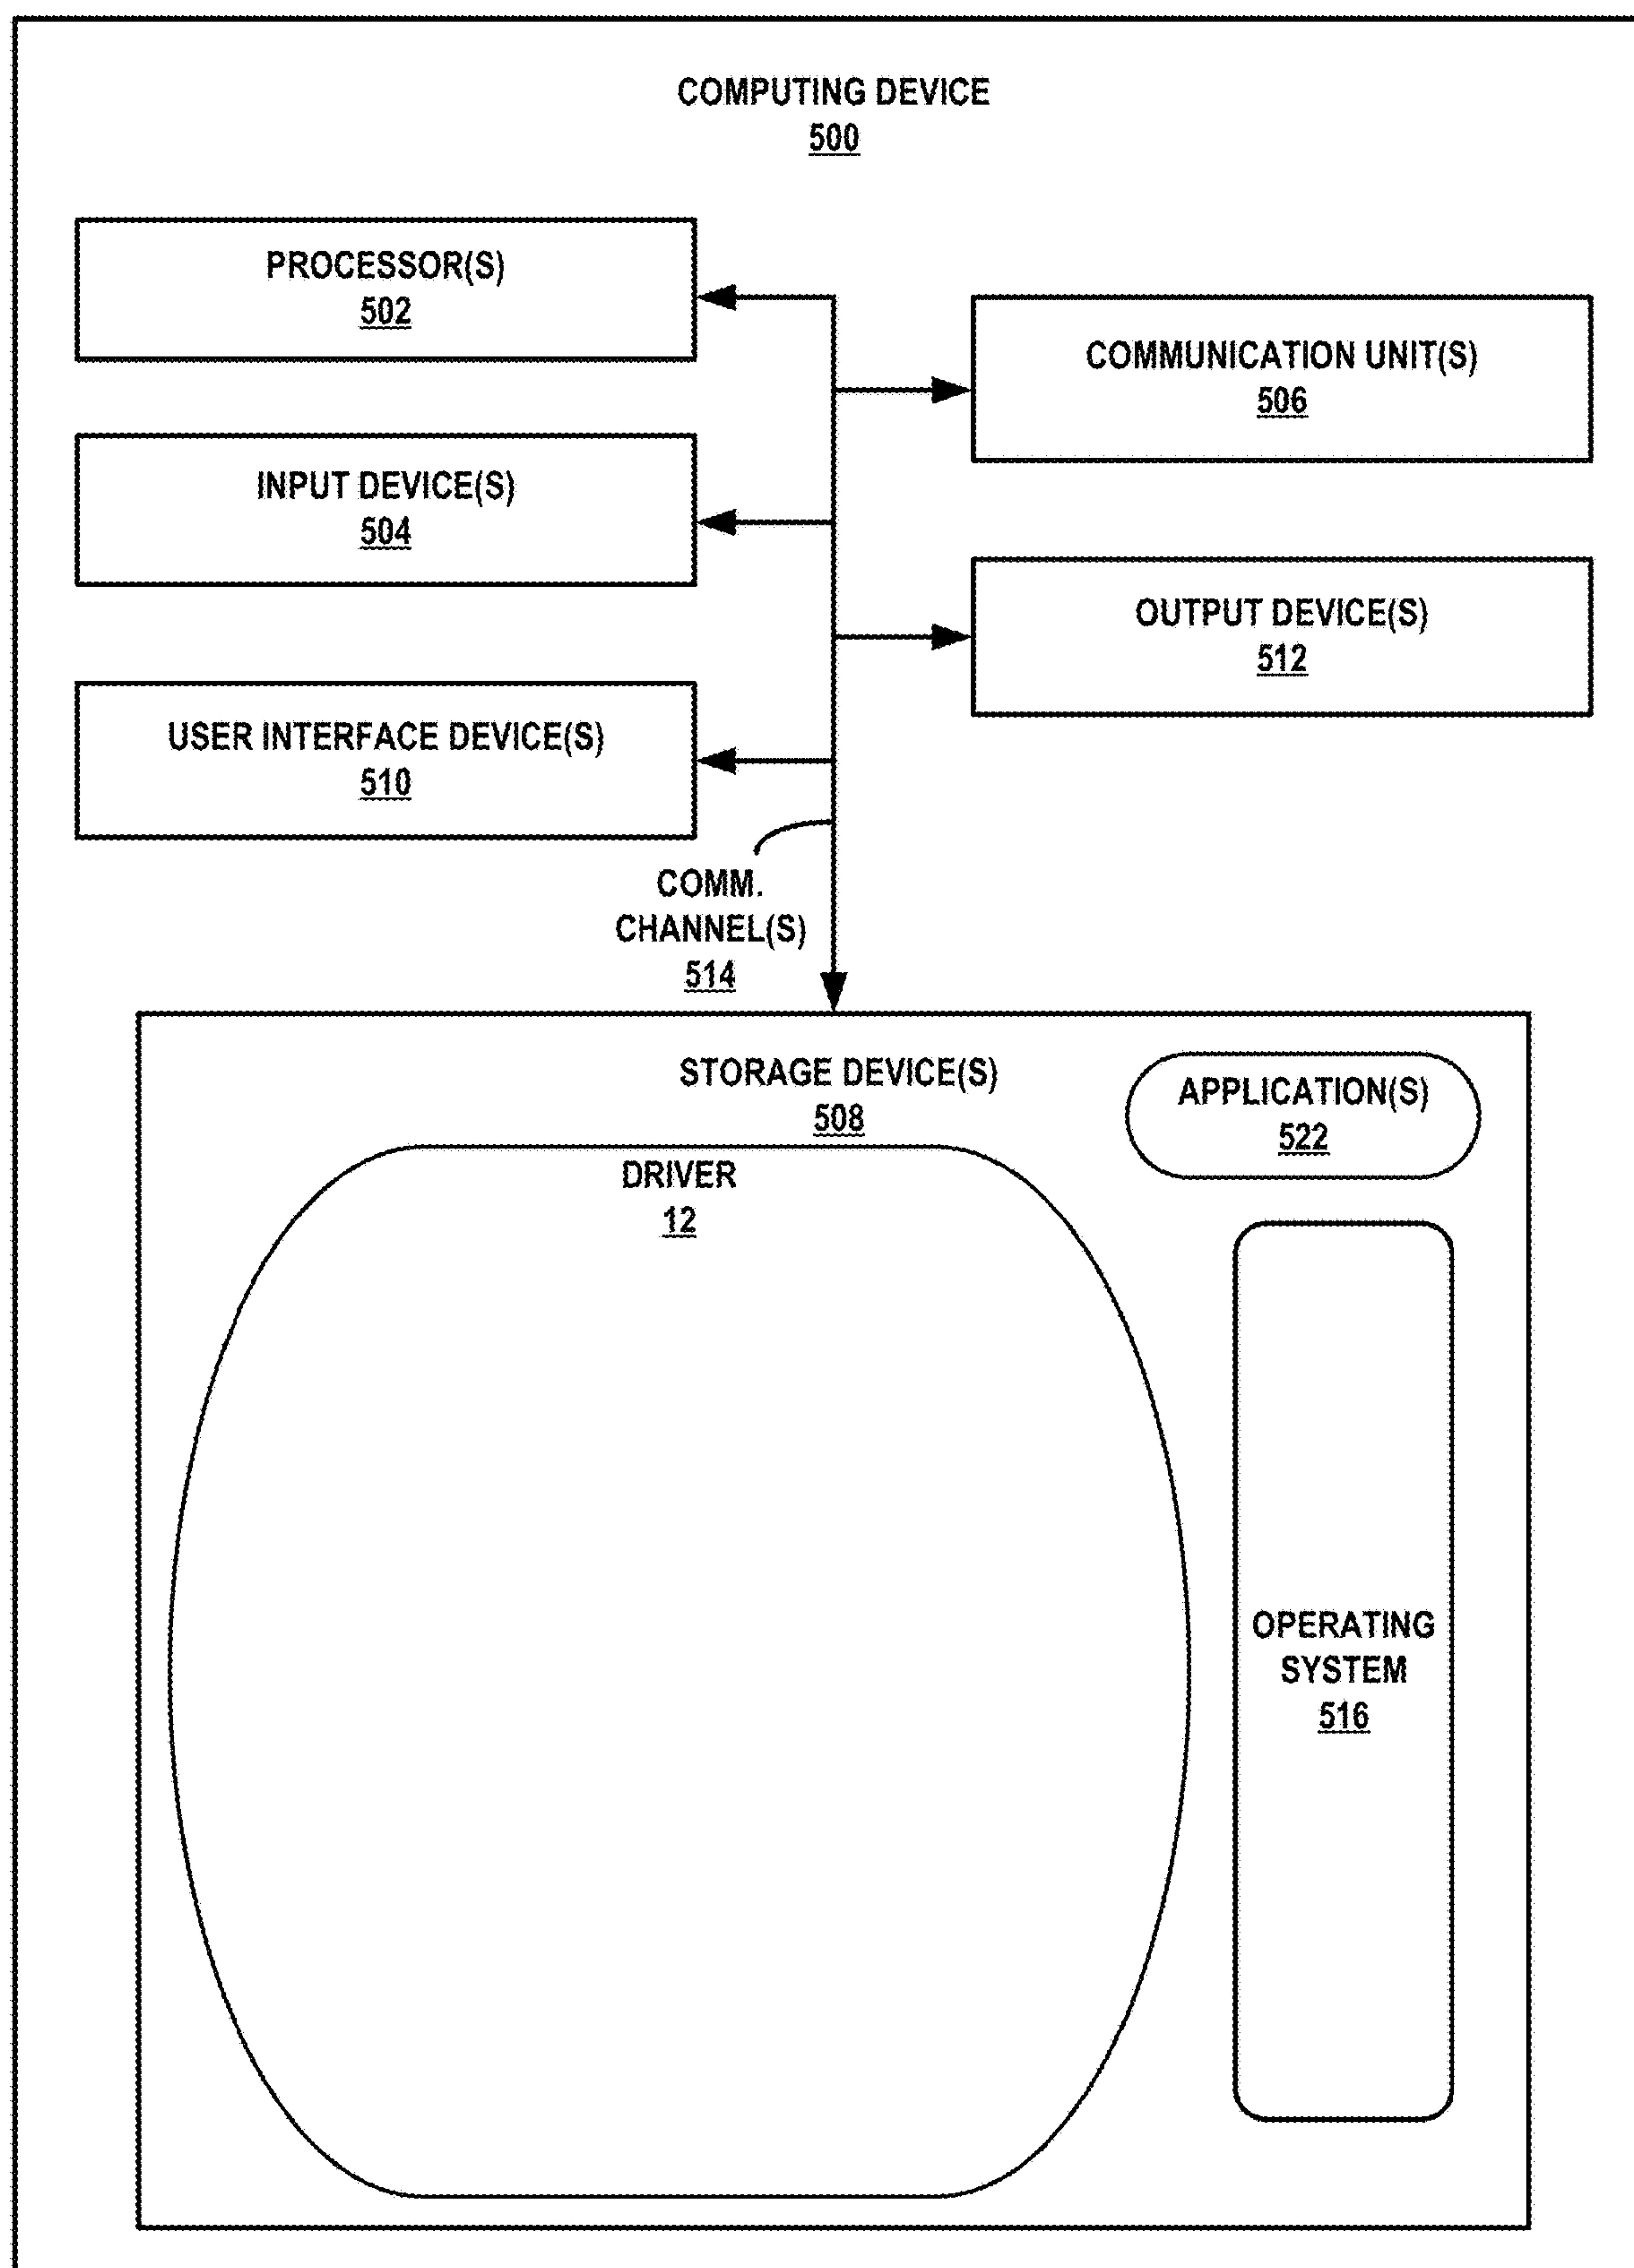 COMPUTING DEVICE
500
PROCESSOR(S)
502
COMMUNICATION UNIT(S)
506
INPUT DEVICE(S)
504
OUTPUT DEVICE(S)
512
USER INTERFACE DEVICE(S)
510
COMM.
CHANNEL(S)
514
STORAGE DEVICE(S)
508
APPLICATION(S)
522
DRIVER
12
OPERATING
SYSTEM
516